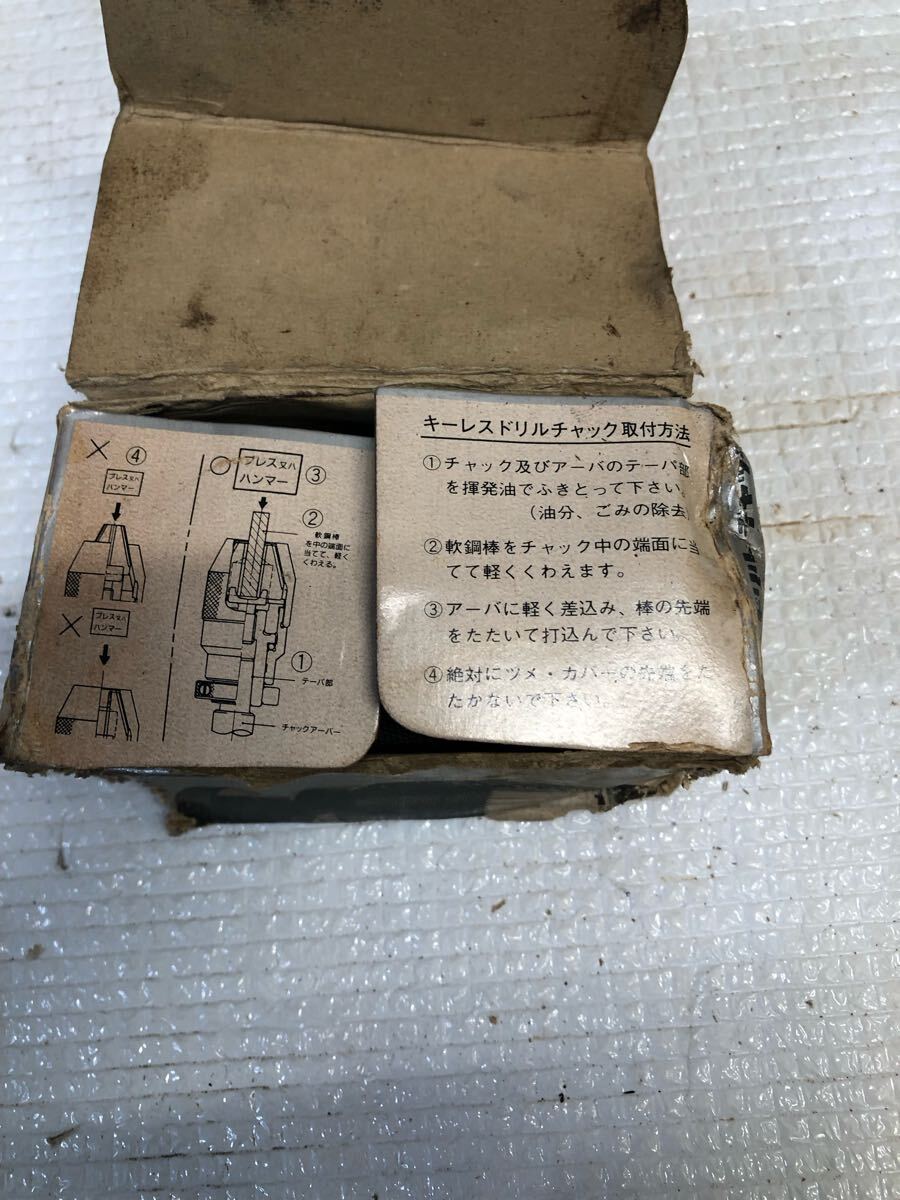 × ④
プレス又ハ
ハンマー
×
プレス又ハ
ハンマー
○
プレス又ハ
ハンマー
③
②
軟鋼棒
を中の端面に
当てて、軽く
くわえる。
①
テーパ部
チャックアーバー
キーレスドリルチャック取付方法
①チャック及びアーバのテーパ部
を揮発油でふきとって下さい。
(油分、ごみの除去
②軟鋼棒をチャック中の端面に当
てて軽くくわえます。
③アーバに軽く差込み、棒の先端
をたたいて打込んで下さい。
④絶対にツメ・カバーの先端をた
たかないで下さい。